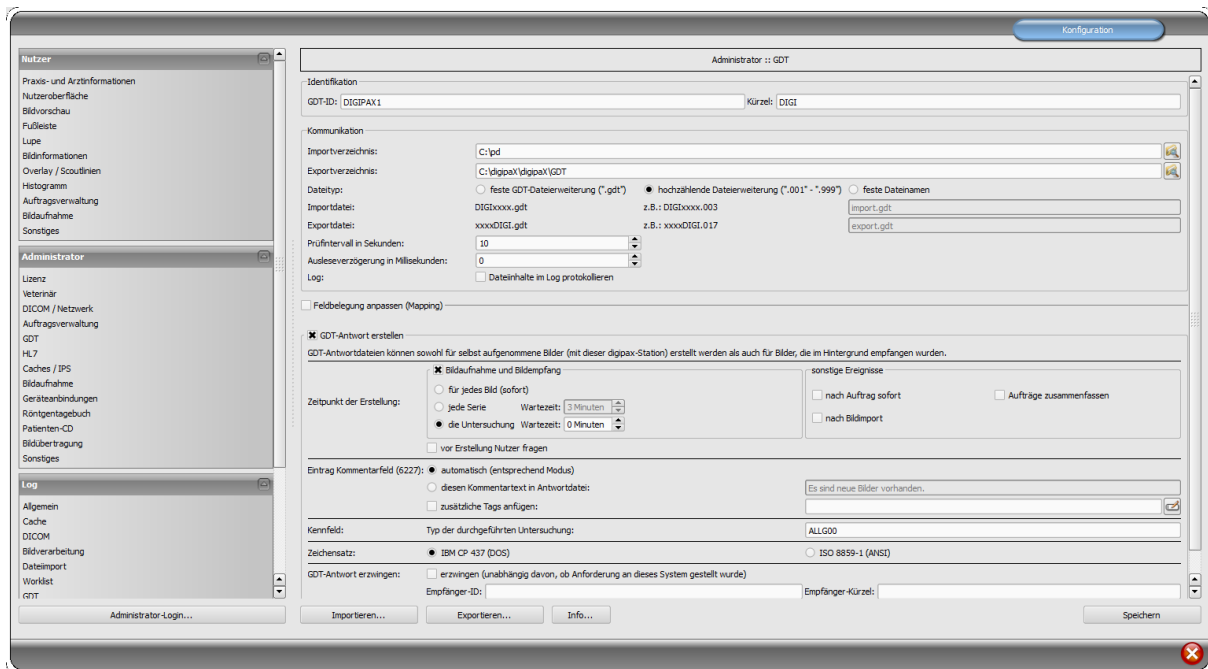 Konfiguration
Nutzer
Praxis- und Arztinformationen
Nutzeroberfläche
Bildvorschau
Fußleiste
Lupe
Bildinformationen
Overlay / Scoutlinien
Histogramm
Auftragsverwaltung
Bildaufnahme
Sonstiges
Administrator
Lizenz
Veterinär
DICOM / Netzwerk
Auftragsverwaltung
GDT
HL7
Caches / IPS
Bildaufnahme
Geräteanbindungen
Röntgentagebuch
Patienten-CD
Bildübertragung
Sonstiges
Log
Allgemein
Cache
DICOM
Bildverarbeitung
Dateiimport
Worklist
GDT
Administrator-Login...
Administrator :: GDT
Identifikation
GDT-ID: DIGIPAX1 Kürzel: DIGI
Kommunikation
Importverzeichnis: C:\pd
Exportverzeichnis: C:\digipaX\digipaX\GDT
Dateityp: feste GDT-Dateierweiterung (".gdt") hochzählende Dateierweiterung (".001" - ".999") feste Dateinamen
Importdatei: DIGIxxxx.gdt z.B.: DIGIxxxx.003 import.gdt
Exportdatei: xxxxDIGI.gdt z.B.: xxxxDIGI.017 export.gdt
Prüfintervall in Sekunden: 10
Ausleseverzögerung in Millisekunden: 0
Log: Dateiinhalte im Log protokollieren
Feldbelegung anpassen (Mapping)
GDT-Antwort erstellen
GDT-Antwortdateien können sowohl für selbst aufgenommene Bilder (mit dieser digipax-Station) erstellt werden als auch für Bilder, die im Hintergrund empfangen wurden.
Zeitpunkt der Erstellung:
Bildaufnahme und Bildempfang
für jedes Bild (sofort)
jede Serie Wartezeit: 3 Minuten
die Untersuchung Wartezeit: 0 Minuten
sonstige Ereignisse
nach Auftrag sofort Aufträge zusammenfassen
nach Bildimport
vor Erstellung Nutzer fragen
Eintrag Kommentarfeld (6227): automatisch (entsprechend Modus)
diesen Kommentartext in Antwortdatei: Es sind neue Bilder vorhanden.
zusätzliche Tags anfügen:
Kennfeld: Typ der durchgeführten Untersuchung: ALLG00
Zeichensatz: IBM CP 437 (DOS) ISO 8859-1 (ANSI)
GDT-Antwort erzwingen: erzwingen (unabhängig davon, ob Anforderung an dieses System gestellt wurde)
Empfänger-ID: Empfänger-Kürzel:
Importieren... Exportieren... Info... Speichern